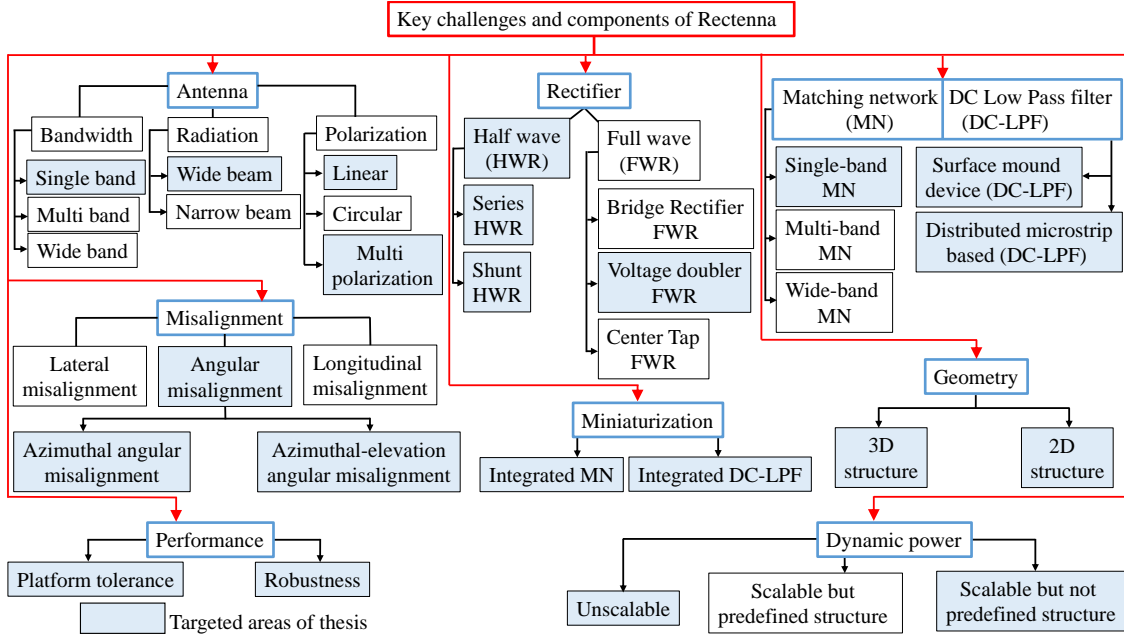 Key challenges and components of Rectenna
Antenna
Bandwidth
Single band
Multi band
Wide band
Radiation
Wide beam
Narrow beam
Polarization
Linear
Circular
Multi
polarization
Rectifier
Half wave
(HWR)
Series
HWR
Shunt
HWR
Full wave
(FWR)
Bridge Rectifier
FWR
Voltage doubler
FWR
Center Tap
FWR
Matching network
(MN)
Single-band
MN
Multi-band
MN
Wide-band
MN
DC Low Pass filter
(DC-LPF)
Surface mound
device (DC-LPF)
Distributed microstrip
based (DC-LPF)
Misalignment
Lateral
misalignment
Angular
misalignment
Longitudinal
misalignment
Azimuthal angular
misalignment
Azimuthal-elevation
angular misalignment
Miniaturization
Integrated MN
Integrated DC-LPF
Geometry
3D
structure
2D
structure
Performance
Platform tolerance
Robustness
Dynamic power
Unscalable
Scalable but
predefined structure
Scalable but not
predefined structure
Targeted areas of thesis